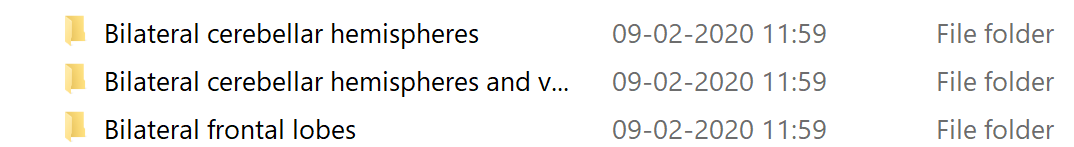 Bilateral cerebellar hemispheres 09-02-2020 11:59 File folder
Bilateral cerebellar hemispheres and v... 09-02-2020 11:59 File folder
Bilateral frontal lobes 09-02-2020 11:59 File folder